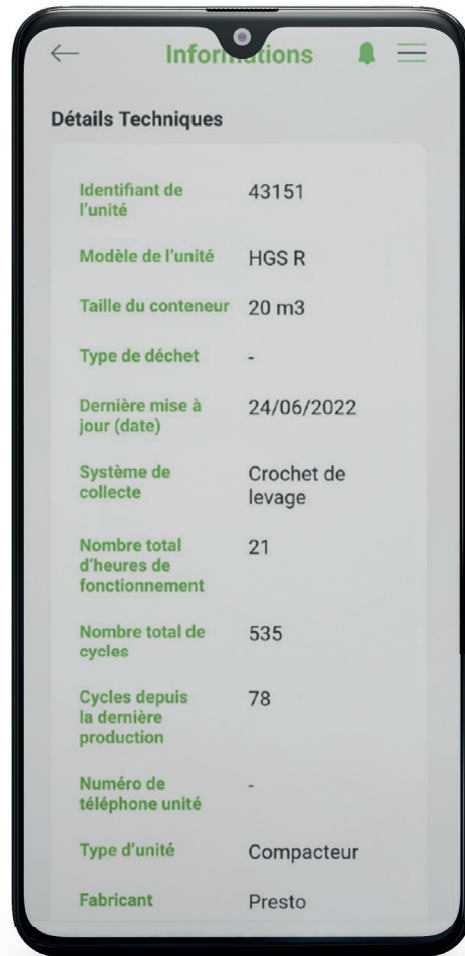 Informations
Détails Techniques
Identifiant de
l'unité
43151
Modèle de l'unité
HGS R
Taille du conteneur
20 m3
Type de déchet
-
Dernière mise à
jour (date)
24/06/2022
Système de
collecte
Crochet de
levage
Nombre total
d'heures de
fonctionnement
21
Nombre total de
cycles
535
Cycles depuis
la dernière
production
78
Numéro de
téléphone unité
-
Type d'unité
Compacteur
Fabricant
Presto